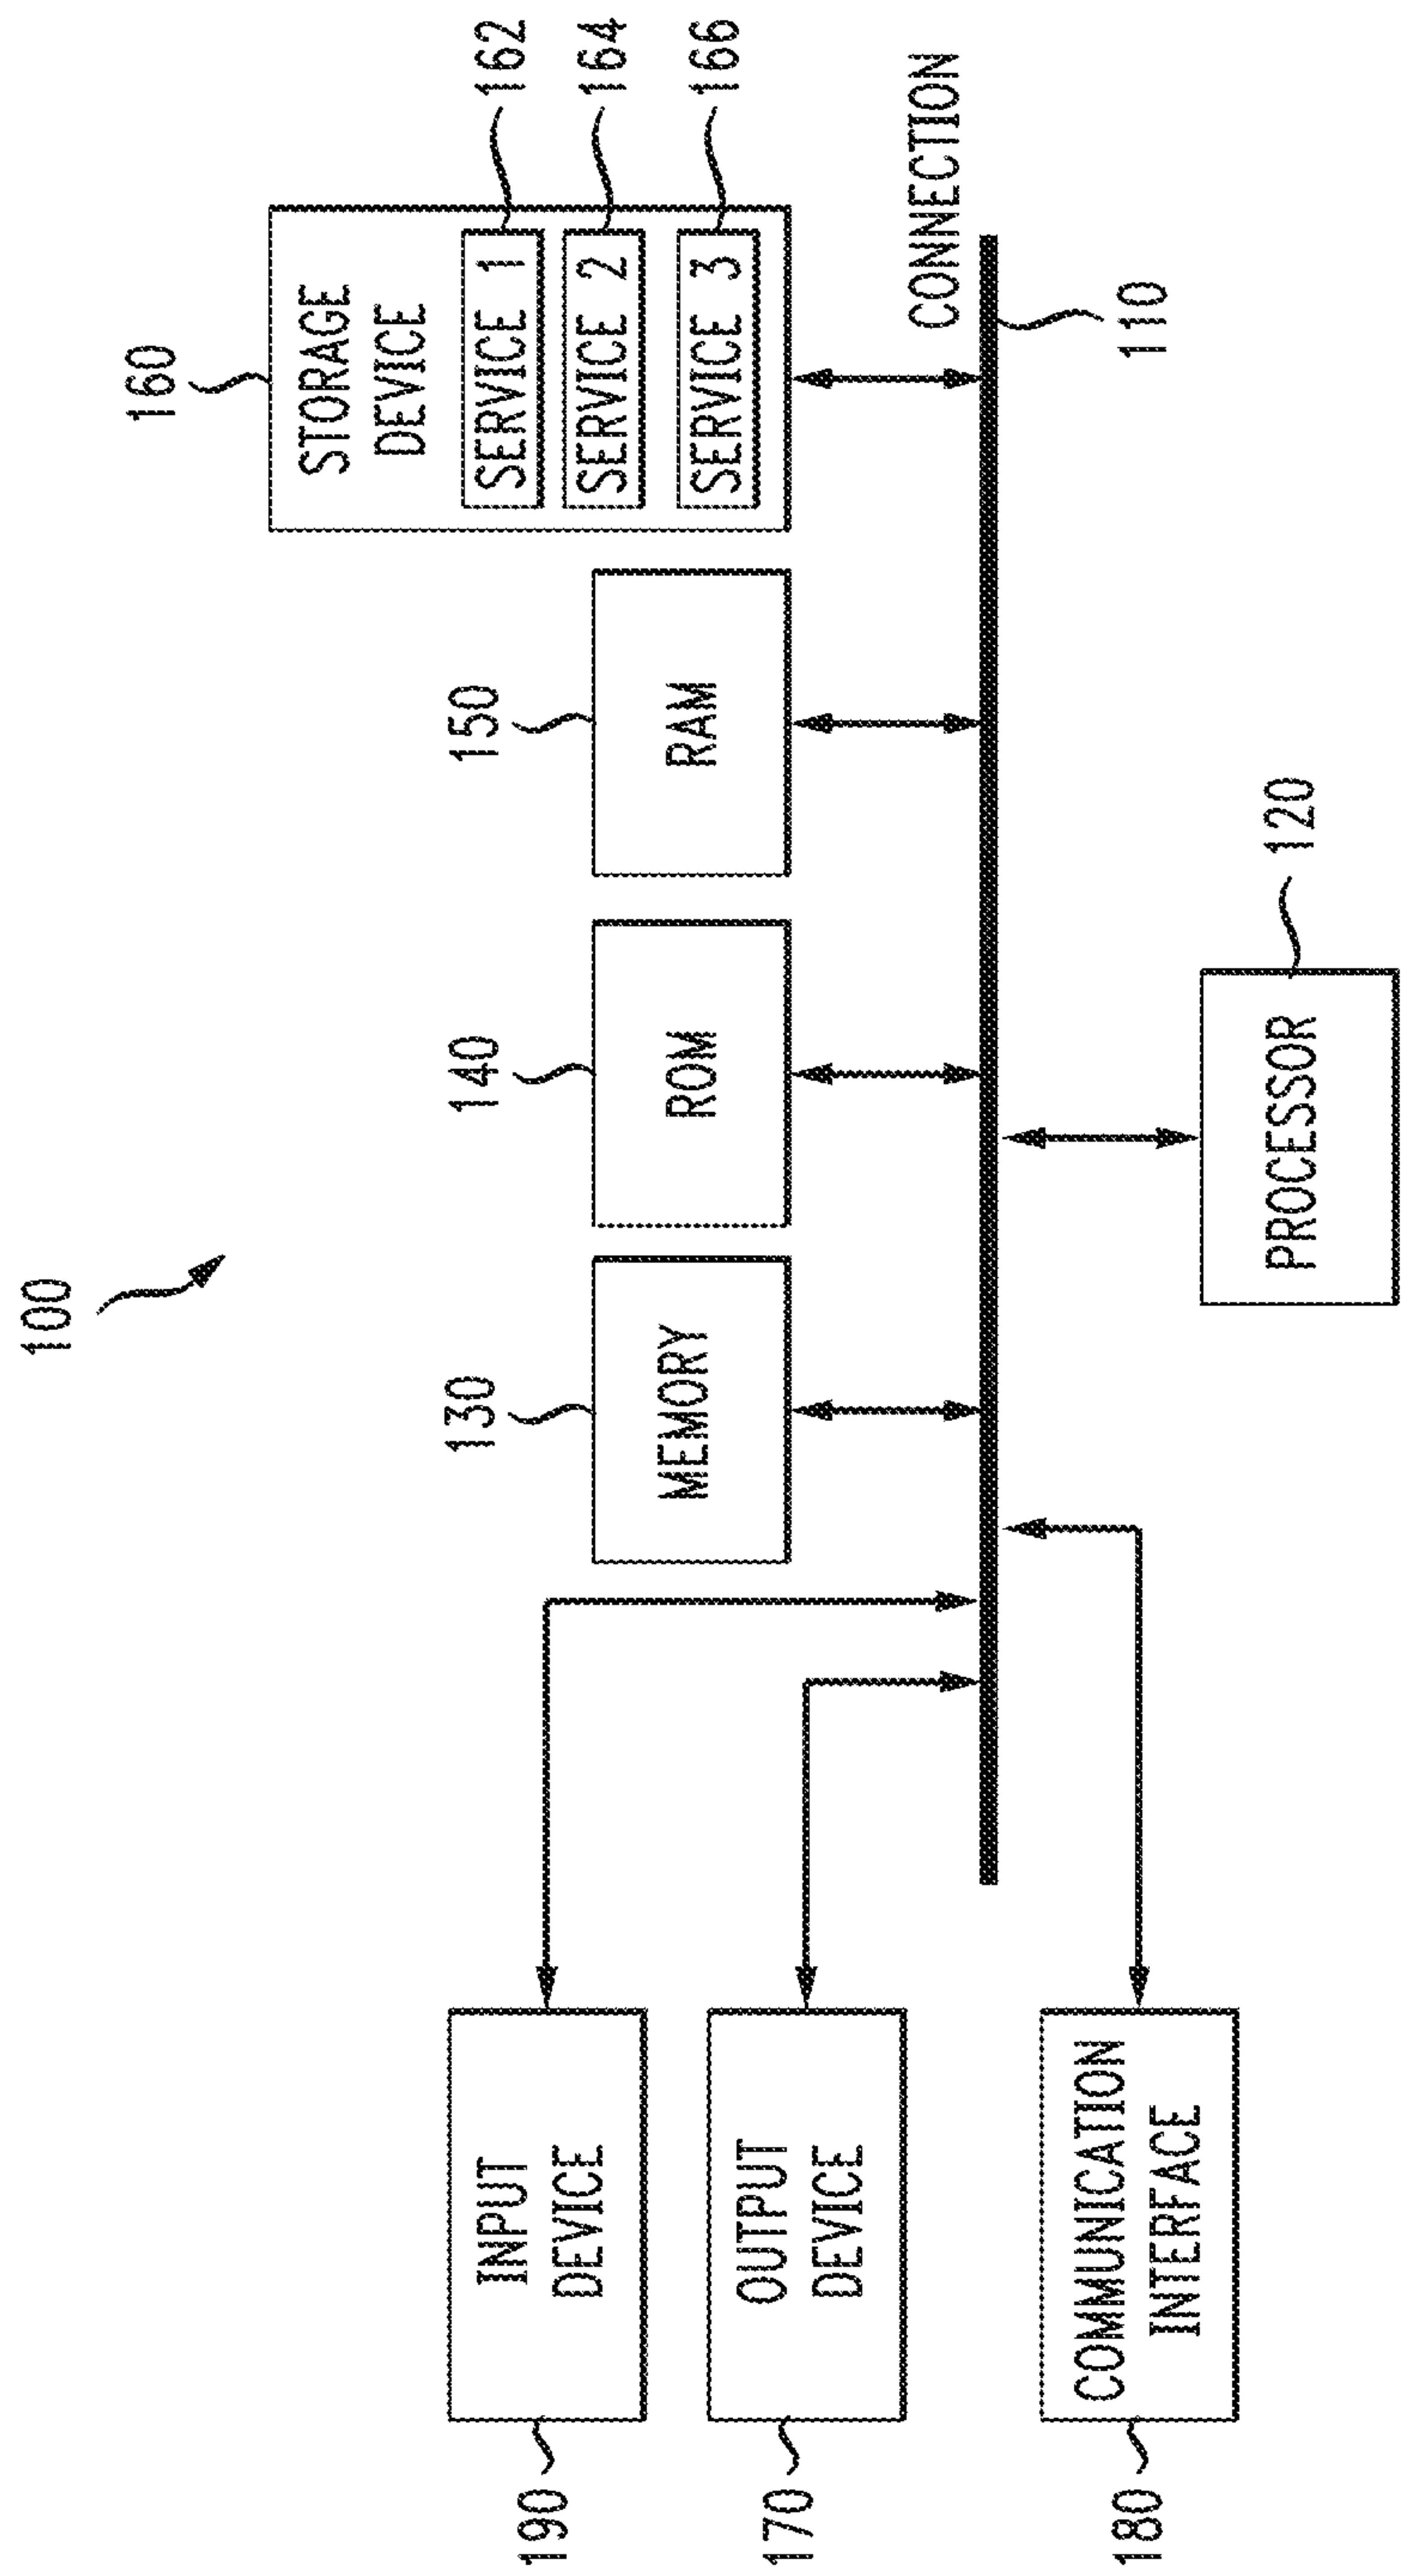 100
160
STORAGE
DEVICE
SERVICE 1
162
SERVICE 2
164
SERVICE 3
166
130
MEMORY
140
ROM
150
RAM
190
INPUT
DEVICE
170
OUTPUT
DEVICE
CONNECTION
110
180
COMMUNICATION
INTERFACE
PROCESSOR
120